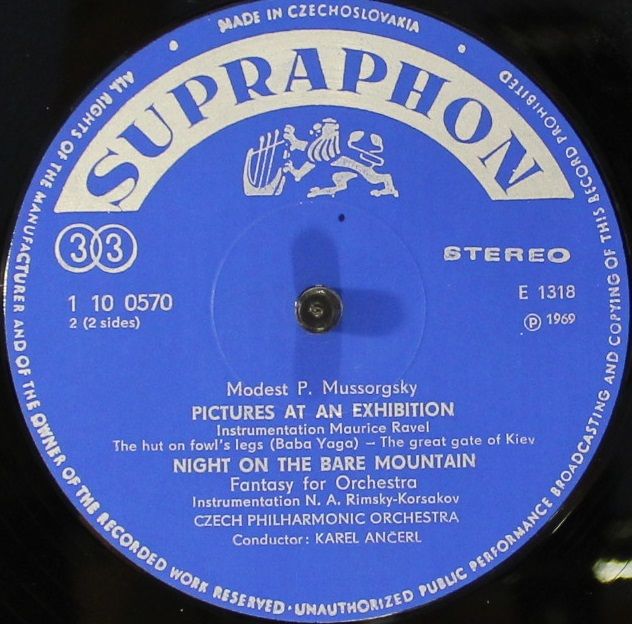 MADE IN CZECHOSLOVAKIA
SUPRAPHON
33
STEREO
1 10 0570
2 (2 sides)
E 1318
Ⓟ 1969
Modest P. Mussorgsky
PICTURES AT AN EXHIBITION
Instrumentation Maurice Ravel
The hut on fowl's legs (Baba Yaga) – The great gate of Kiev
NIGHT ON THE BARE MOUNTAIN
Fantasy for Orchestra
Instrumentation N. A. Rimsky-Korsakov
CZECH PHILHARMONIC ORCHESTRA
Conductor: KAREL ANČERL
ALL RIGHTS OF THE MANUFACTURER AND OF THE OWNER OF THE RECORDED WORK RESERVED · UNAUTHORIZED PUBLIC PERFORMANCE BROADCASTING AND COPYING OF THIS RECORD PROHIBITED